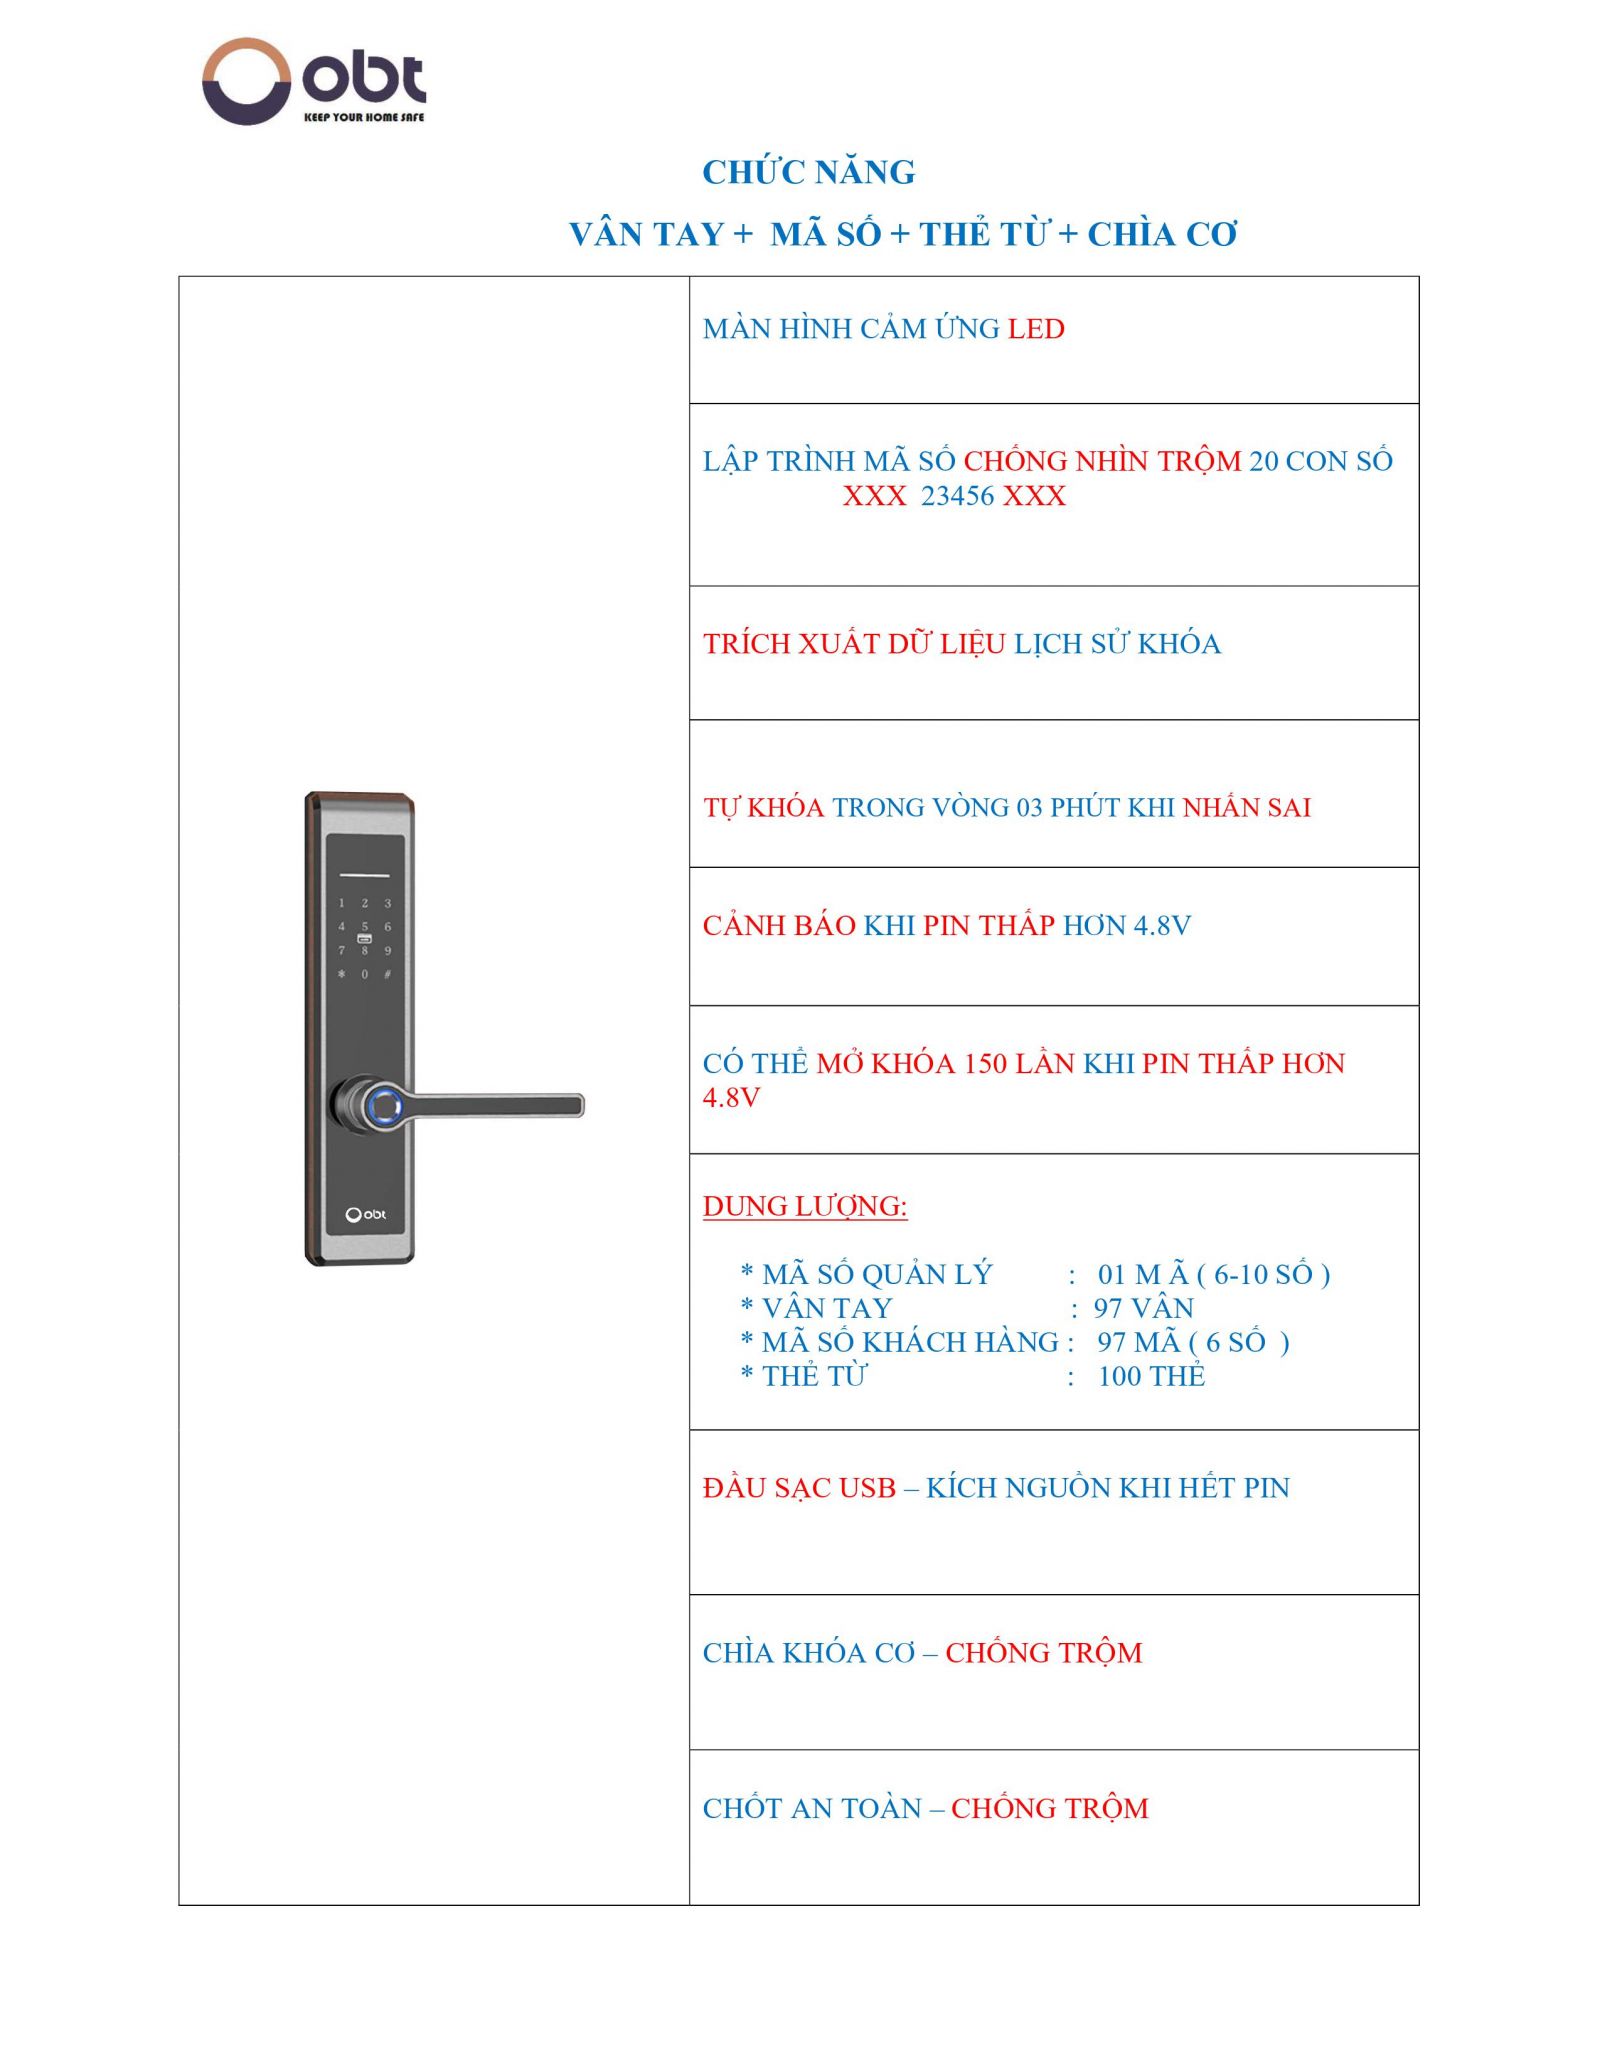 obt
KEEP YOUR HOME SAFE
CHỨC NĂNG
VÂN TAY + MÃ SỐ + THẺ TỪ + CHÌA CƠ
MÀN HÌNH CẢM ỨNG LED
LẬP TRÌNH MÃ SỐ CHỐNG NHÌN TRỘM 20 CON SỐ
XXX 23456 XXX
TRÍCH XUẤT DỮ LIỆU LỊCH SỬ KHÓA
TỰ KHÓA TRONG VÒNG 03 PHÚT KHI NHẤN SAI
1 2 3
4 5 6
7 8 9
* 0 #
obt
CẢNH BÁO KHI PIN THẤP HƠN 4.8V
CÓ THỂ MỞ KHÓA 150 LẦN KHI PIN THẤP HƠN
4.8V
DUNG LƯỢNG:
* MÃ SỐ QUẢN LÝ : 01 M Ã ( 6-10 SỐ )
* VÂN TAY : 97 VÂN
* MÃ SỐ KHÁCH HÀNG : 97 MÃ ( 6 SỐ )
* THẺ TỪ : 100 THẺ
ĐẦU SẠC USB – KÍCH NGUỒN KHI HẾT PIN
CHÌA KHÓA CƠ – CHỐNG TRỘM
CHỐT AN TOÀN – CHỐNG TRỘM